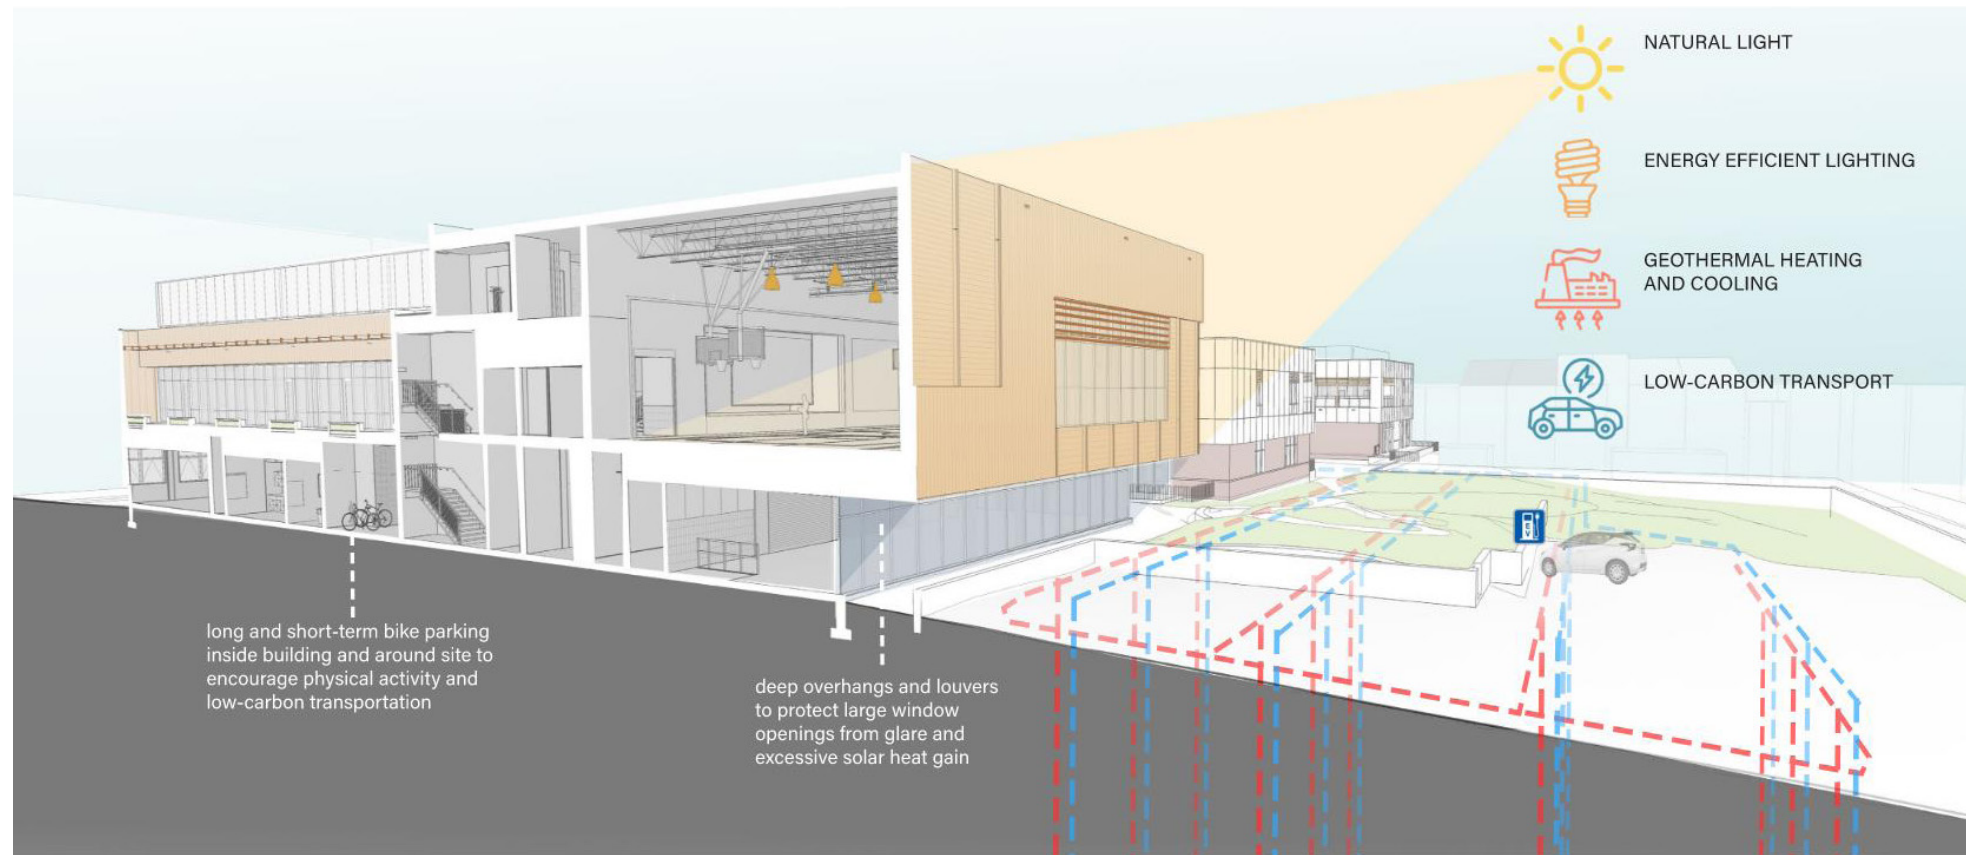 NATURAL LIGHT
ENERGY EFFICIENT LIGHTING
GEOTHERMAL HEATING
AND COOLING
LOW-CARBON TRANSPORT
EV
long and short-term bike parking
inside building and around site to
encourage physical activity and
low-carbon transportation
deep overhangs and louvers
to protect large window
openings from glare and
excessive solar heat gain